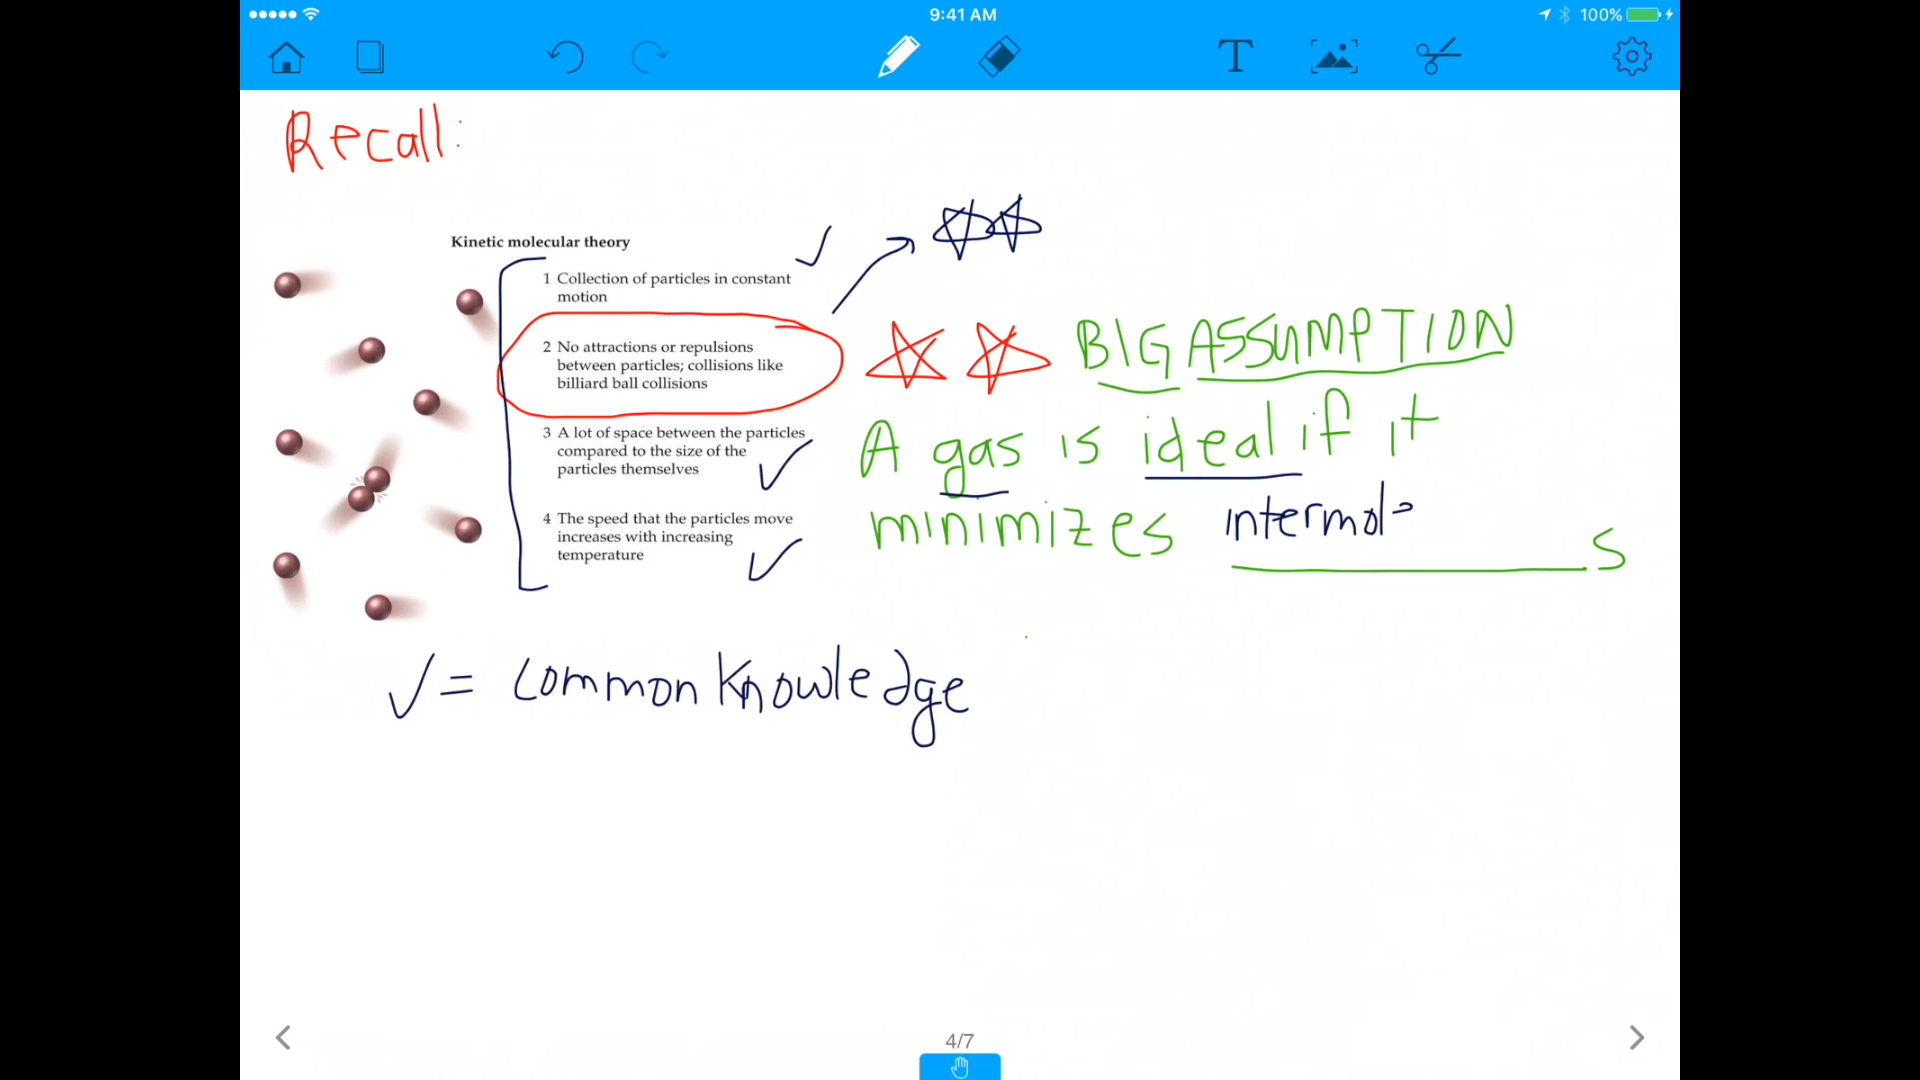 9:41 AM
100%
T
Recall:
Kinetic molecular theory
1 Collection of particles in constant
motion
2 No attractions or repulsions
between particles; collisions like
billiard ball collisions
3 A lot of space between the particles
compared to the size of the
particles themselves
4 The speed that the particles move
increases with increasing
temperature
BIG ASSUMPTION
A gas is ideal if it
minimizes intermol s
✓= Common Knowledge
4/7